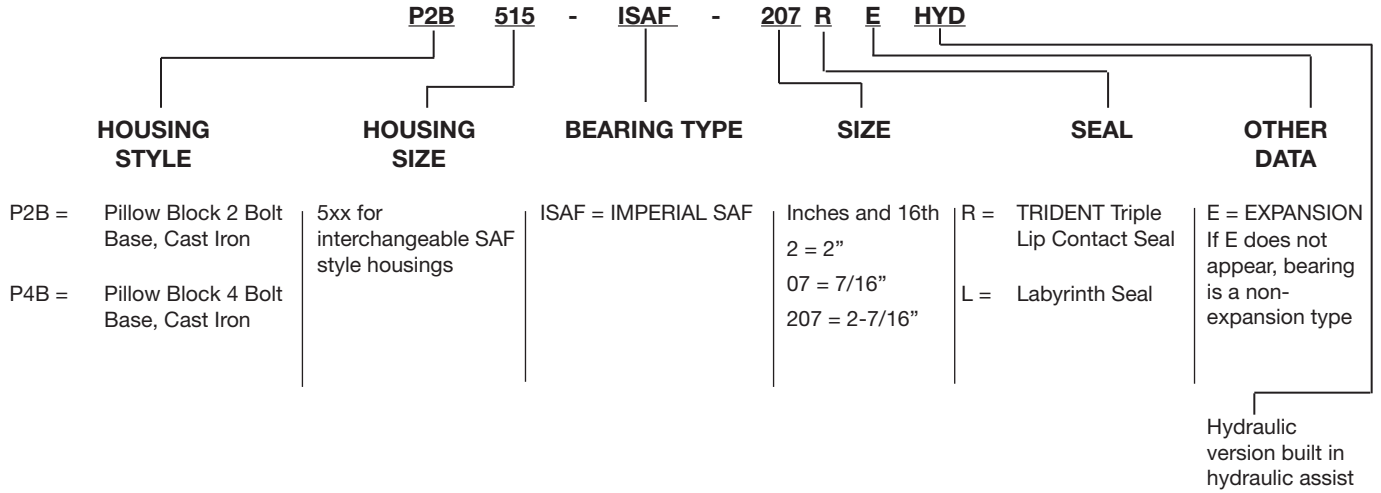 P2B 515 - ISAF - 207 R E HYD
HOUSING
STYLE
HOUSING
SIZE
BEARING TYPE
SIZE
SEAL
OTHER
DATA
P2B = Pillow Block 2 Bolt
Base, Cast Iron
P4B = Pillow Block 4 Bolt
Base, Cast Iron
5xx for
interchangeable SAF
style housings
ISAF = IMPERIAL SAF
Inches and 16th
2 = 2”
07 = 7/16”
207 = 2-7/16”
R = TRIDENT Triple
Lip Contact Seal
L = Labyrinth Seal
E = EXPANSION
If E does not
appear, bearing
is a non-
expansion type
Hydraulic
version built in
hydraulic assist